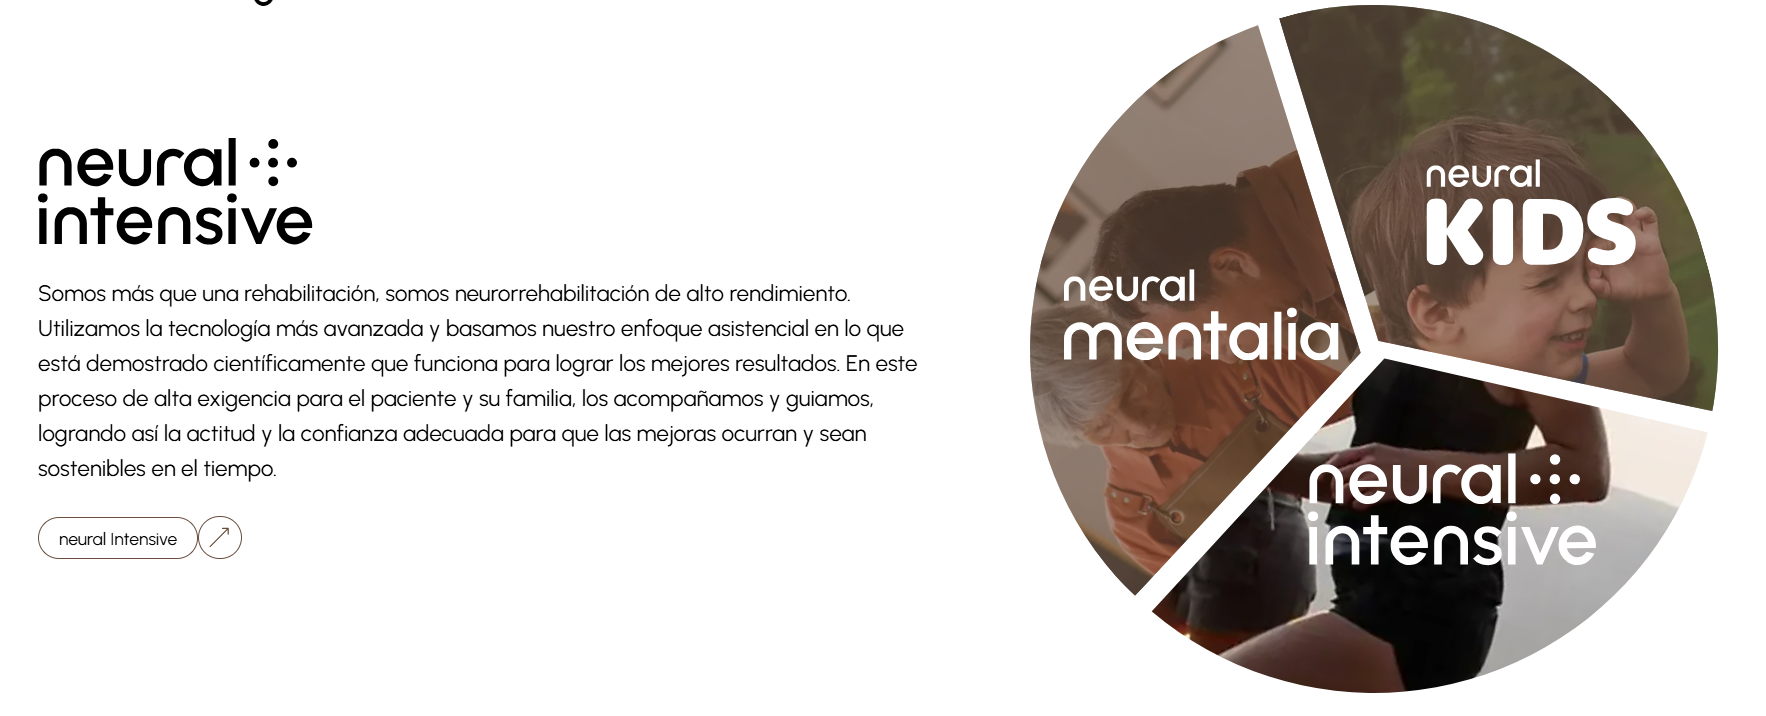 neural
intensive
Somos más que una rehabilitación, somos neurorrehabilitación de alto rendimiento.
Utilizamos la tecnología más avanzada y basamos nuestro enfoque asistencial en lo que
está demostrado científicamente que funciona para lograr los mejores resultados. En este
proceso de alta exigencia para el paciente y su familia, los acompañamos y guiamos,
logrando así la actitud y la confianza adecuada para que las mejoras ocurran y sean
sostenibles en el tiempo.
neural Intensive
neural
KIDS
neural
mentalia
neural
intensive